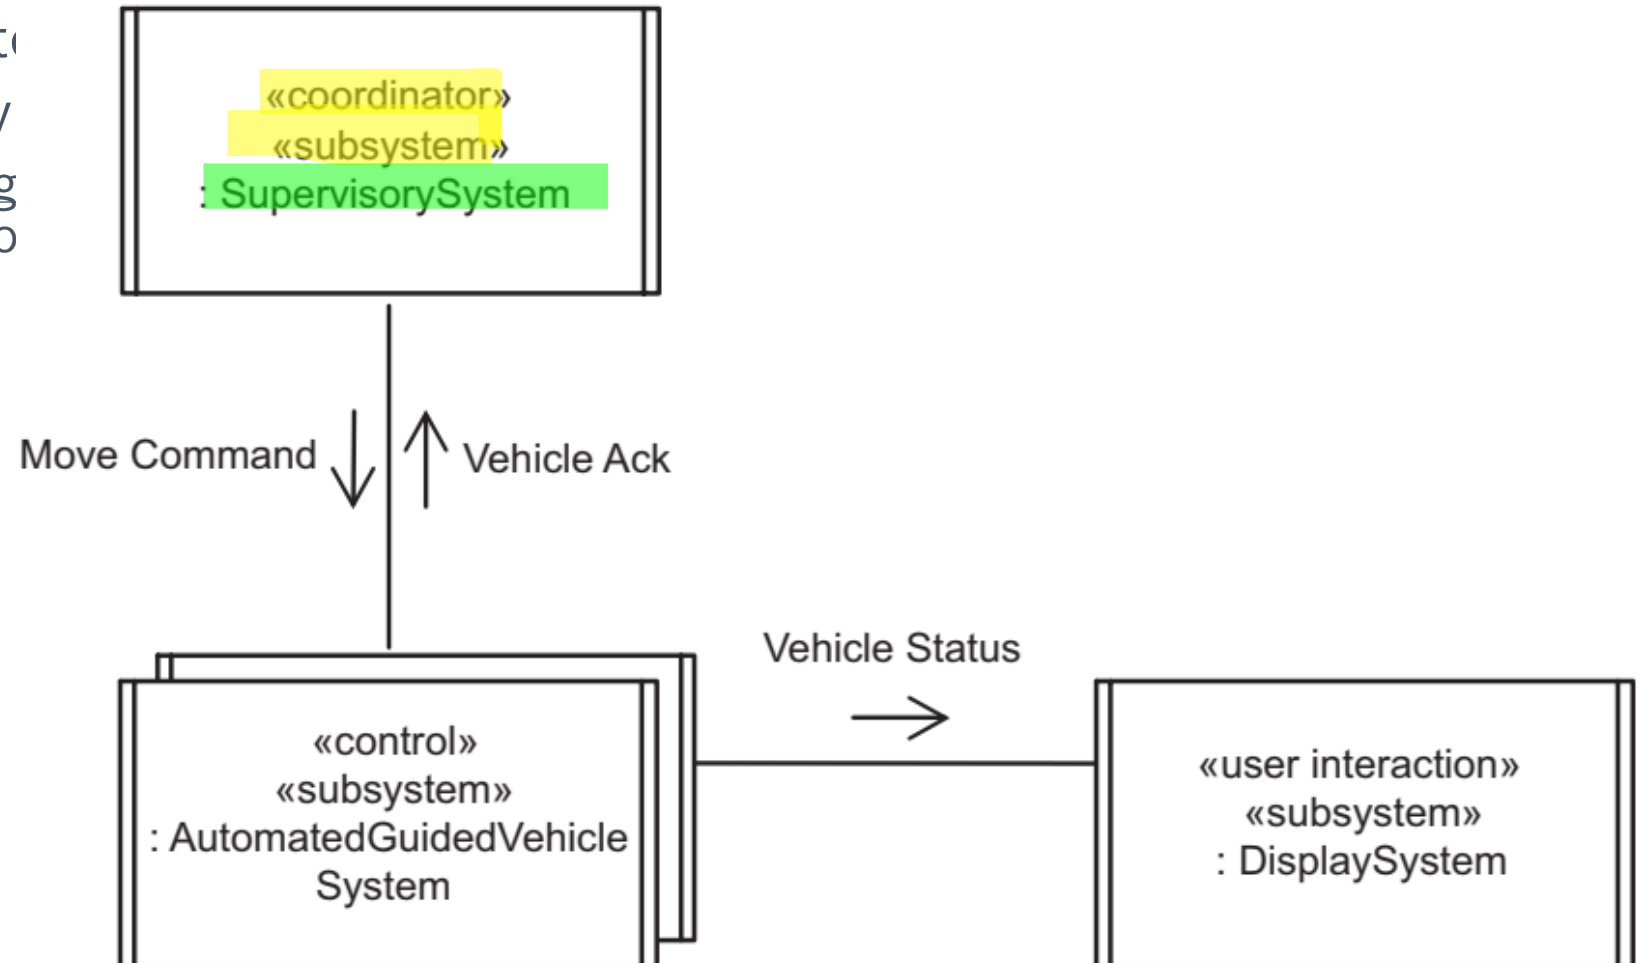 «coordinator»
«subsystem»
: SupervisorySystem
Move Command
Vehicle Ack
Vehicle Status
«control»
«subsystem»
: AutomatedGuidedVehicle
System
«user interaction»
«subsystem»
: DisplaySystem